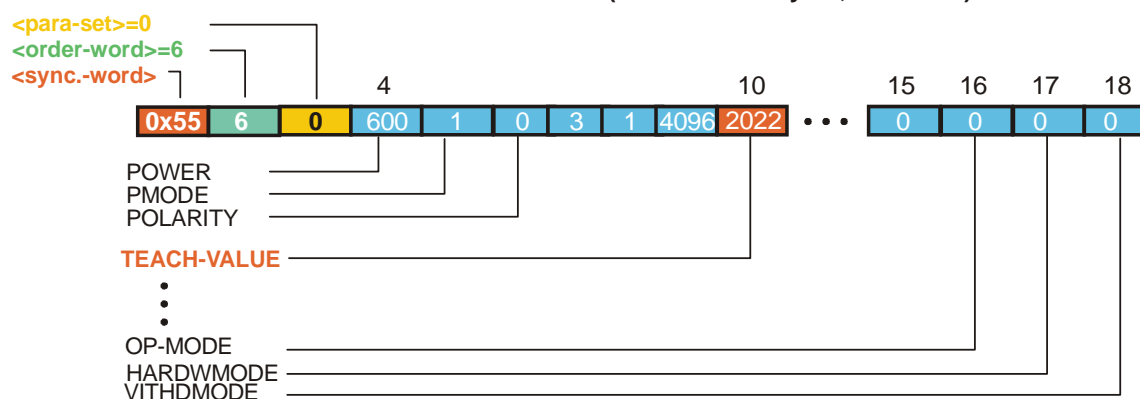 <para-set>=0
<order-word>=6
<sync.-word>
4 10 15 16 17 18
0x55 6 0 600 1 0 3 1 4096 2022 • • • 0 0 0 0
POWER
PMODE
POLARITY
TEACH-VALUE
OP-MODE
HARDWMODE
VITHDMODE